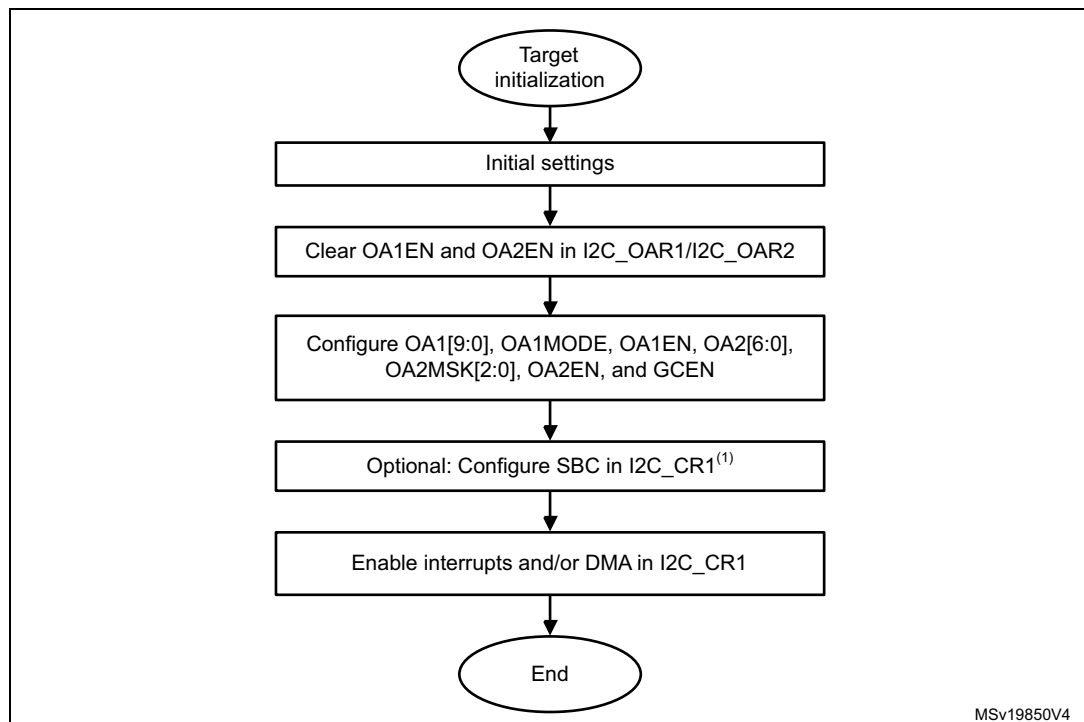 Target
initialization
Initial settings
Clear OA1EN and OA2EN in I2C_OAR1/I2C_OAR2
Configure OA1[9:0], OA1MODE, OA1EN, OA2[6:0],
OA2MSK[2:0], OA2EN, and GCEN
Optional: Configure SBC in I2C_CR1(1)
Enable interrupts and/or DMA in I2C_CR1
End
MSv19850V4